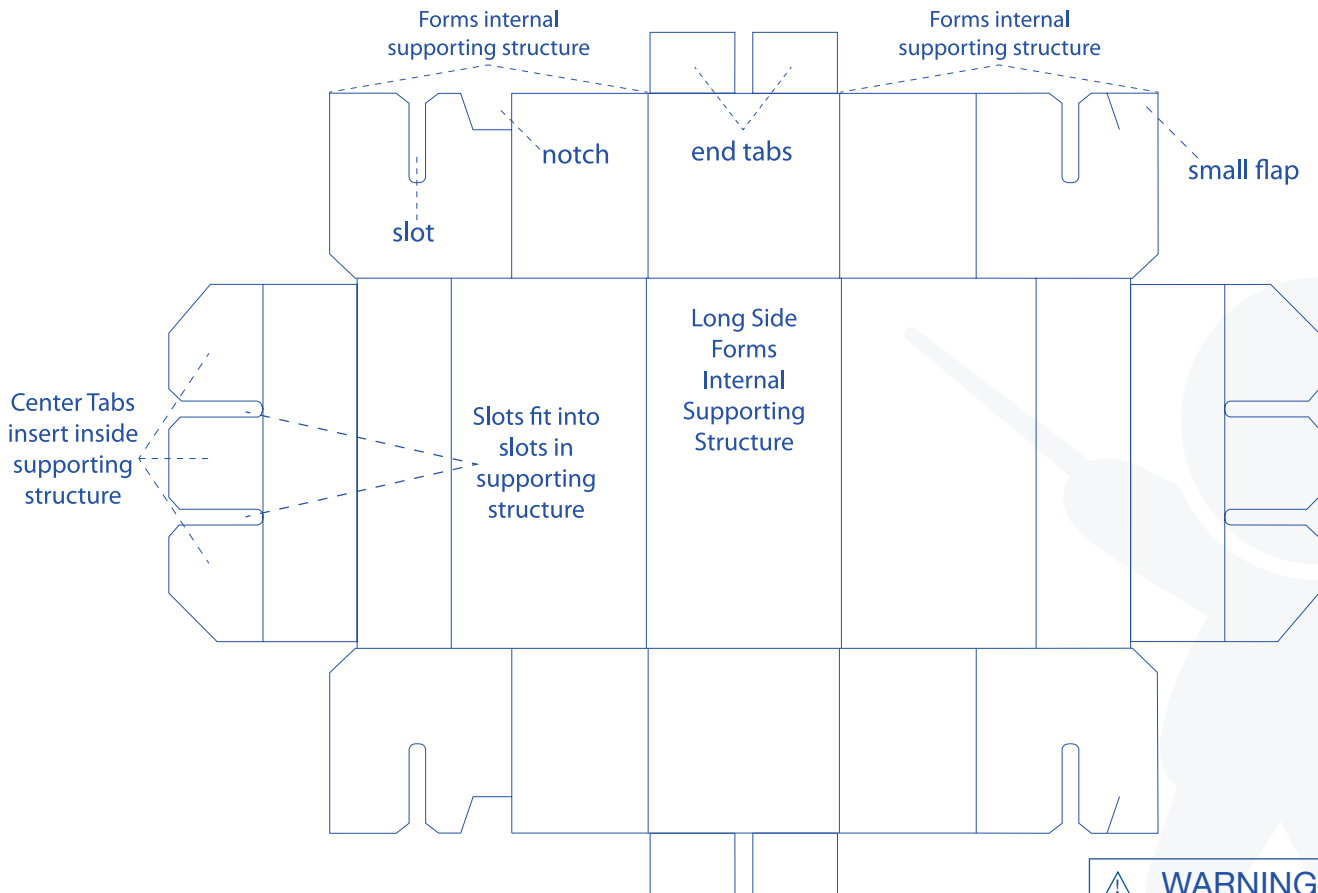 Forms internal
supporting structure
Forms internal
supporting structure
notch
end tabs
small flap
slot
Long Side
Forms
Internal
Supporting
Structure
Center Tabs
insert inside
supporting
structure
Slots fit into
slots in
supporting
structure
WARNING